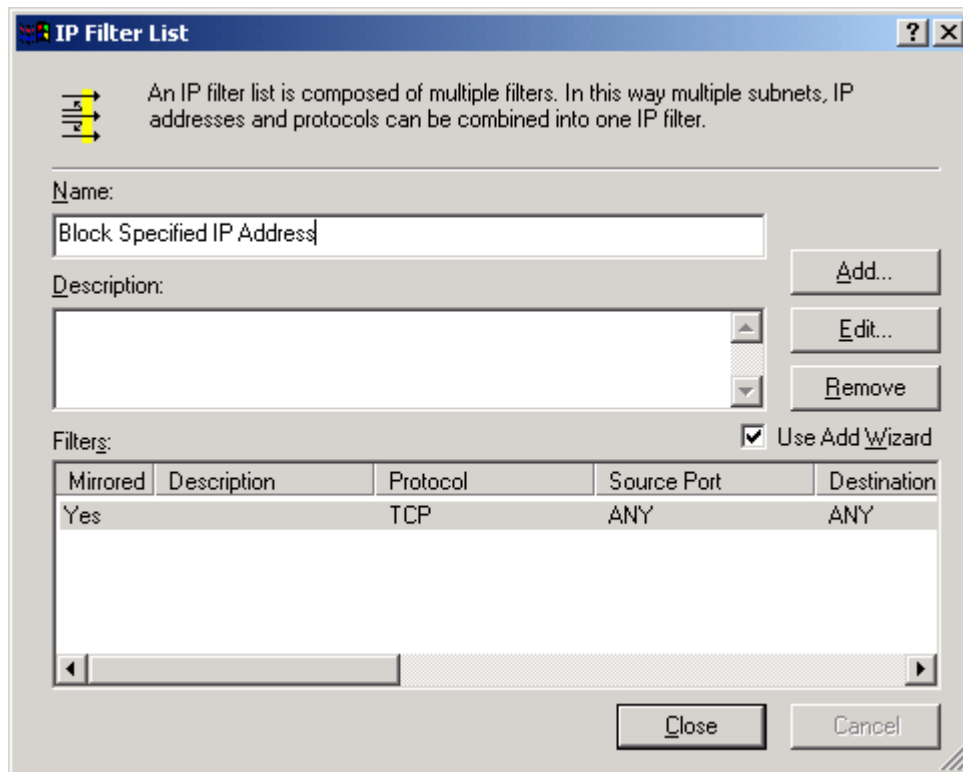 IP Filter List
An IP filter list is composed of multiple filters. In this way multiple subnets, IP
addresses and protocols can be combined into one IP filter.
Name:
Block Specified IP Address
Add...
Description:
Edit...
Remove
Filters:
Use Add Wizard
Mirrored Description Protocol Source Port Destination
Yes TCP ANY ANY
Close Cancel